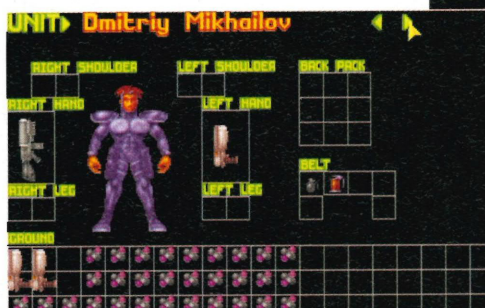 UNIT> Dmitriy Mikhailov
RIGHT SHOULDER
LEFT SHOULDER
BACK PACK
RIGHT HAND
LEFT HAND
BELT
RIGHT LEG
LEFT LEG
GROUND